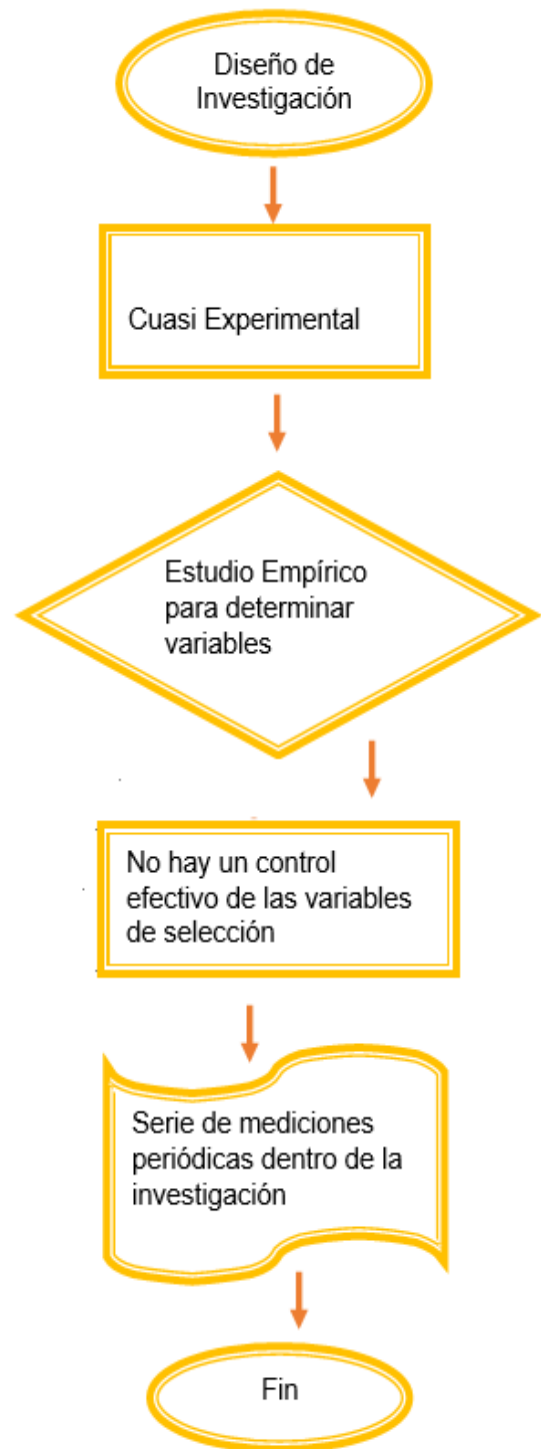 Diseño de
Investigación
Cuasi Experimental
Estudio Empírico
para determinar
variables
No hay un control
efectivo de las variables
de selección
Serie de mediciones
periódicas dentro de la
investigación
Fin